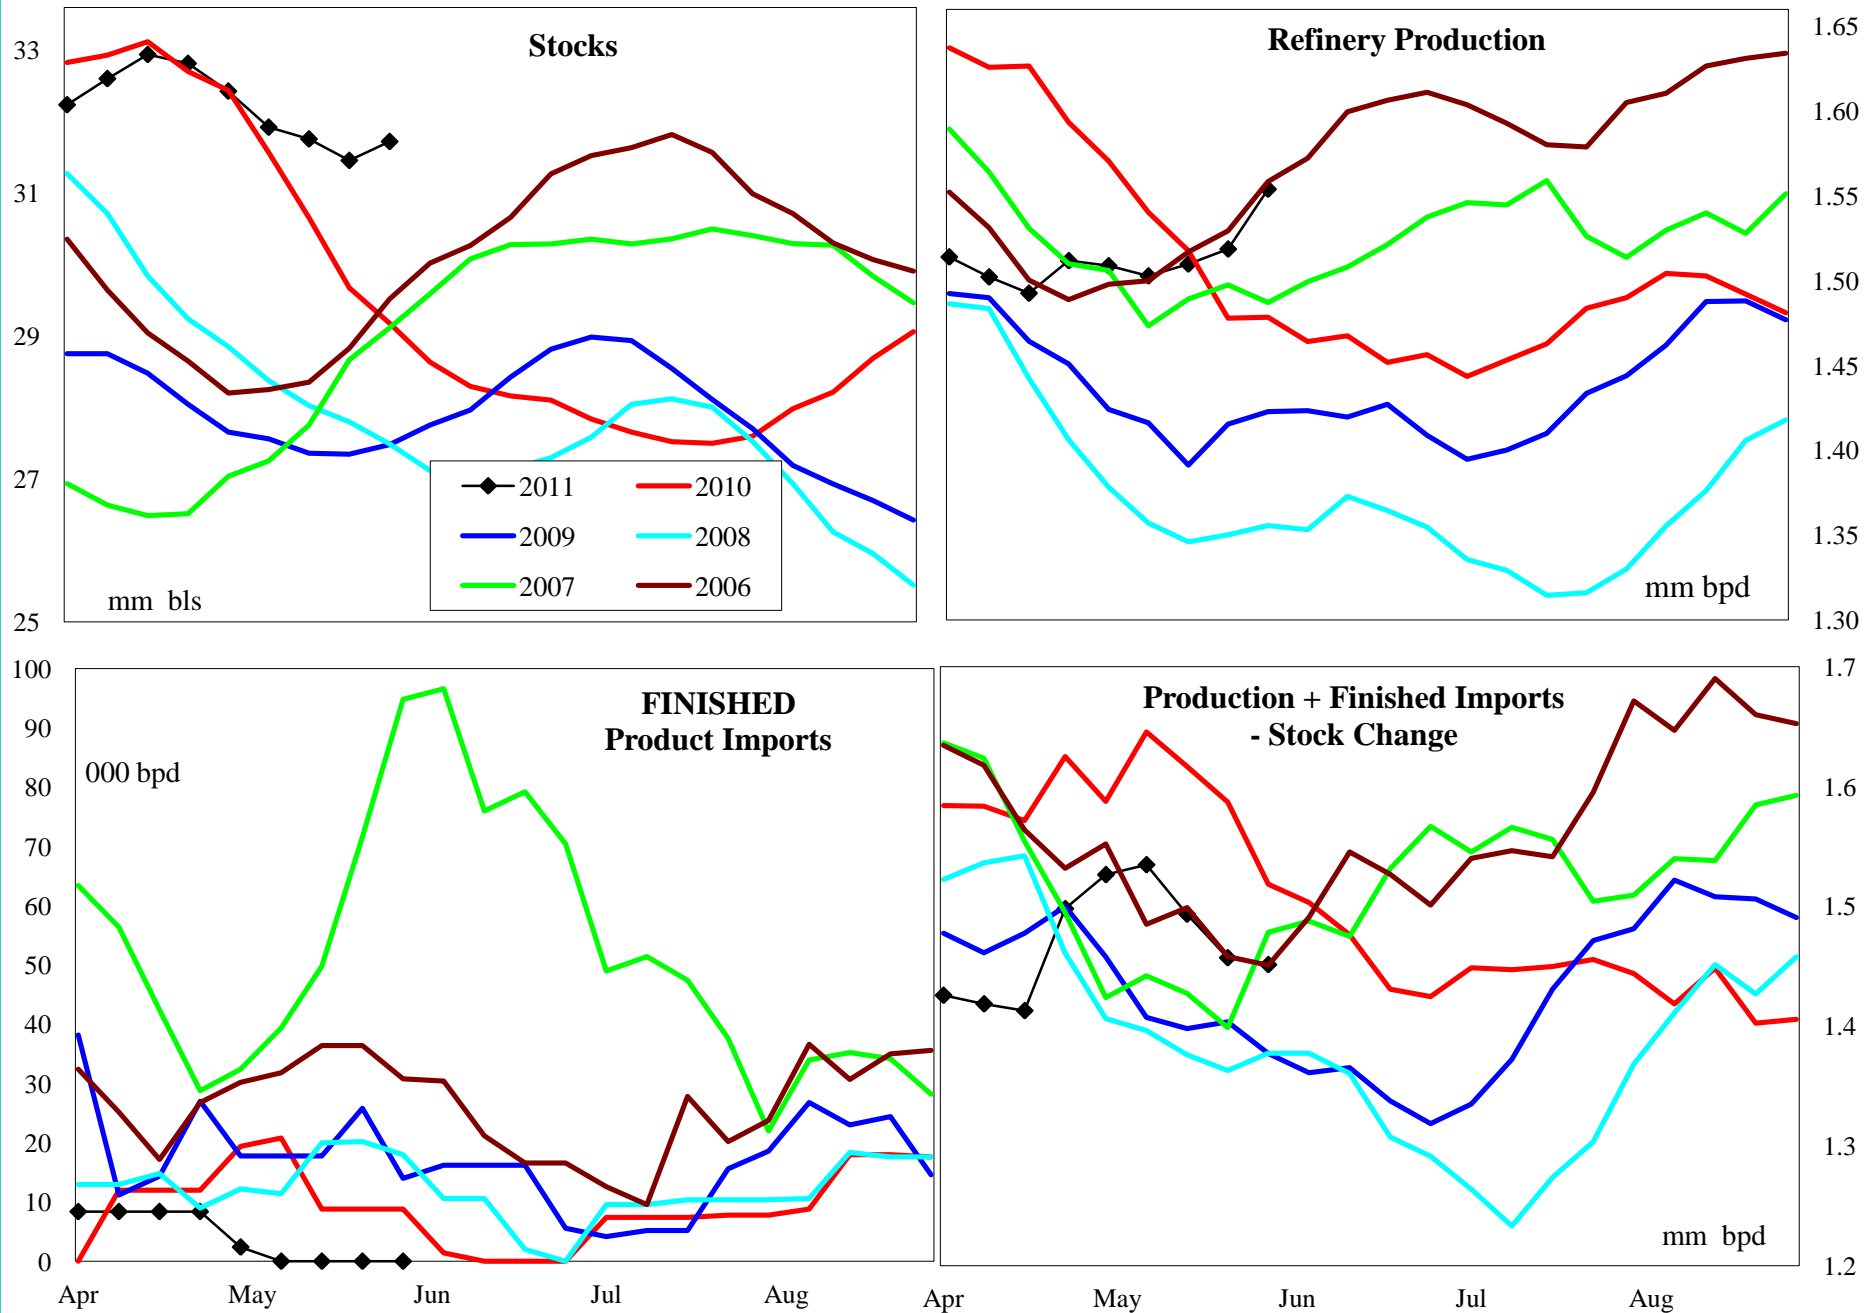 Stocks
33
31
29
27
25
mm bls
2011 2010
2009 2008
2007 2006
Refinery Production
1.65
1.60
1.55
1.50
1.45
1.40
1.35
1.30
mm bpd
FINISHED
Product Imports
000 bpd
100
90
80
70
60
50
40
30
20
10
0
Apr May Jun Jul Aug
Production + Finished Imports
- Stock Change
1.7
1.6
1.5
1.4
1.3
1.2
mm bpd
Apr May Jun Jul Aug